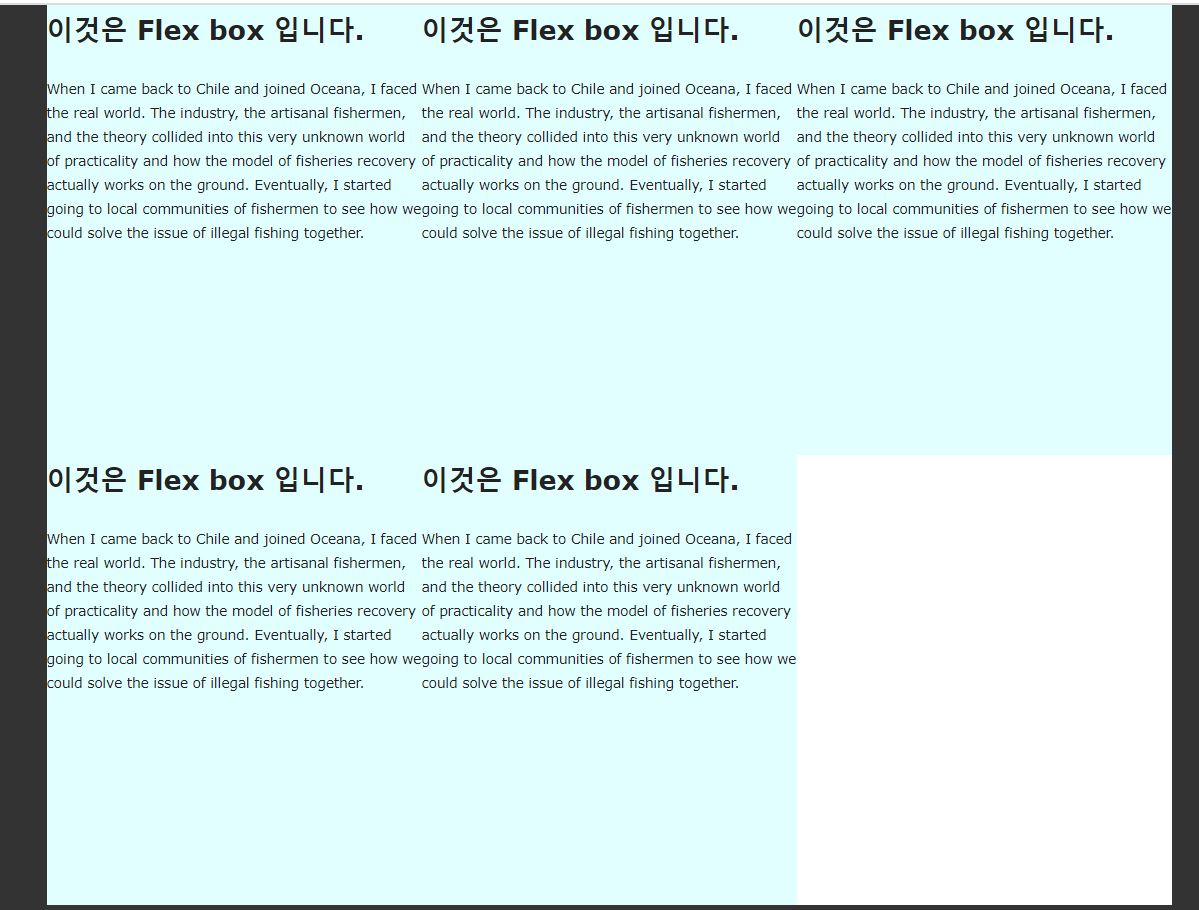 이것은 Flex box 입니다.
When I came back to Chile and joined Oceana, I faced
the real world. The industry, the artisanal fishermen,
and the theory collided into this very unknown world
of practicality and how the model of fisheries recovery
actually works on the ground. Eventually, I started
going to local communities of fishermen to see how we
could solve the issue of illegal fishing together.
이것은 Flex box 입니다.
When I came back to Chile and joined Oceana, I faced
the real world. The industry, the artisanal fishermen,
and the theory collided into this very unknown world
of practicality and how the model of fisheries recovery
actually works on the ground. Eventually, I started
going to local communities of fishermen to see how we
could solve the issue of illegal fishing together.
이것은 Flex box 입니다.
When I came back to Chile and joined Oceana, I faced
the real world. The industry, the artisanal fishermen,
and the theory collided into this very unknown world
of practicality and how the model of fisheries recovery
actually works on the ground. Eventually, I started
going to local communities of fishermen to see how we
could solve the issue of illegal fishing together.
이것은 Flex box 입니다.
When I came back to Chile and joined Oceana, I faced
the real world. The industry, the artisanal fishermen,
and the theory collided into this very unknown world
of practicality and how the model of fisheries recovery
actually works on the ground. Eventually, I started
going to local communities of fishermen to see how we
could solve the issue of illegal fishing together.
이것은 Flex box 입니다.
When I came back to Chile and joined Oceana, I faced
the real world. The industry, the artisanal fishermen,
and the theory collided into this very unknown world
of practicality and how the model of fisheries recovery
actually works on the ground. Eventually, I started
going to local communities of fishermen to see how we
could solve the issue of illegal fishing together.